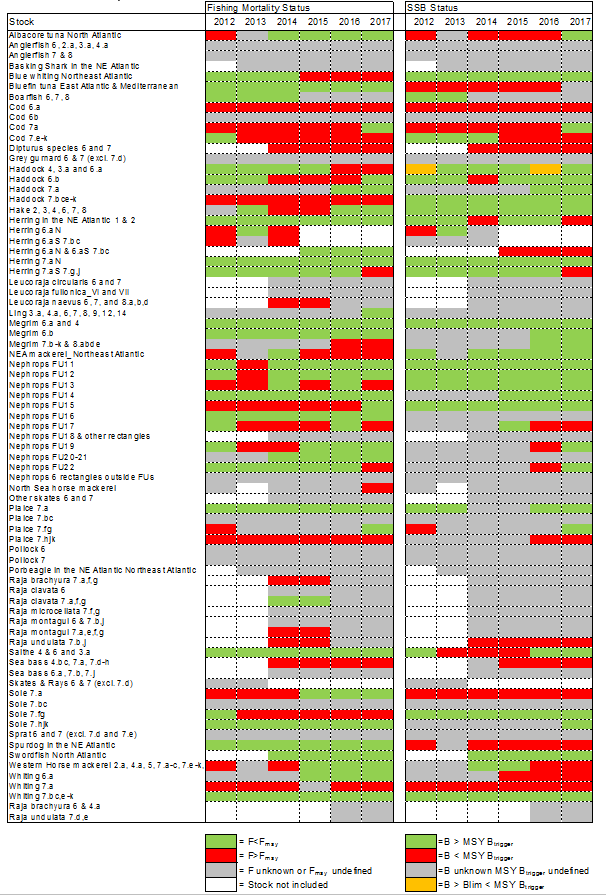 Fishing Mortality Status SSB Status
Stock 2012 2013 2014 2015 2016 2017 2012 2013 2014 2015 2016 2017
Albacore tuna North Atlantic
Anglerfish 6, 2.a, 3.a, 4.a
Anglerfish 7 & 8
Basking Shark in the NE Atlantic
Blue whiting Northeast Atlantic
Bluefin tuna East Atlantic & Mediterranean
Boarfish 6, 7, 8
Cod 6.a
Cod 6b
Cod 7a
Cod 7.e-k
Dipturus species 6 and 7
Grey gurnard 6 & 7 (excl. 7.d)
Haddock 4, 3.a and 6.a
Haddock 6.b
Haddock 7.a
Haddock 7.bce-k
Hake 2, 3, 4, 6, 7, 8
Herring in the NE Atlantic 1 & 2
Herring 6.aN
Herring 6.aS 7.bc
Herring 6.aN & 6.aS 7.bc
Herring 7.aN
Herring 7.aS 7.g,j
Leucoraja circularis 6 and 7
Leucoraja fullonica_VI and VII
Leucoraja naevus 6, 7, and 8.a,b,d
Ling 3.a, 4.a, 6, 7, 8, 9, 12, 14
Megrim 6.a and 4
Megrim 6.b
Megrim 7.b-k & 8.abde
NEA mackerel_Northeast Atlantic
Nephrops FU11
Nephrops FU12
Nephrops FU13
Nephrops FU14
Nephrops FU15
Nephrops FU16
Nephrops FU17
Nephrops FU18 & other rectangles
Nephrops FU19
Nephrops FU20-21
Nephrops FU22
Nephrops 6 rectangles outside FUs
North Sea horse mackerel
Other skates 6 and 7
Plaice 7.a
Plaice 7.bc
Plaice 7.fg
Plaice 7.hjk
Pollock 6
Pollock 7
Porbeagle in the NE Atlantic Northeast Atlantic
Raja brachyura 7.a,f,g
Raja clavata 6
Raja clavata 7.a,f,g
Raja microcellata 7.f,g
Raja montagui 6 & 7.b,j
Raja montagui 7.a,e,f,g
Raja undulata 7.b,j
Saithe 4 & 6 and 3.a
Sea bass 4.bc, 7.a, 7.d-h
Sea bass 6.a, 7.b, 7.j
Skates & Rays 6 & 7 (excl. 7.d)
Sole 7.a
Sole 7.bc
Sole 7.fg
Sole 7.hjk
Sprat 6 and 7 (excl. 7.d and 7.e)
Spurdog in the NE Atlantic
Swordfish North Atlantic
Western Horse mackerel 2.a, 4.a, 5, 7.a-c, 7.e-k,
Whiting 6.a
Whiting 7.a
Whiting 7.bc,e-k
Raja brachyura 6 & 4.a
Raja undulata 7.d,e
= F<Fmsy =B > MSY Btrigger
= F>Fmsy =B < MSY Btrigger
= F unknown or Fmsy undefined =B unknown MSY Btrigger undefined
= Stock not included =B > Blim < MSY Btrigger